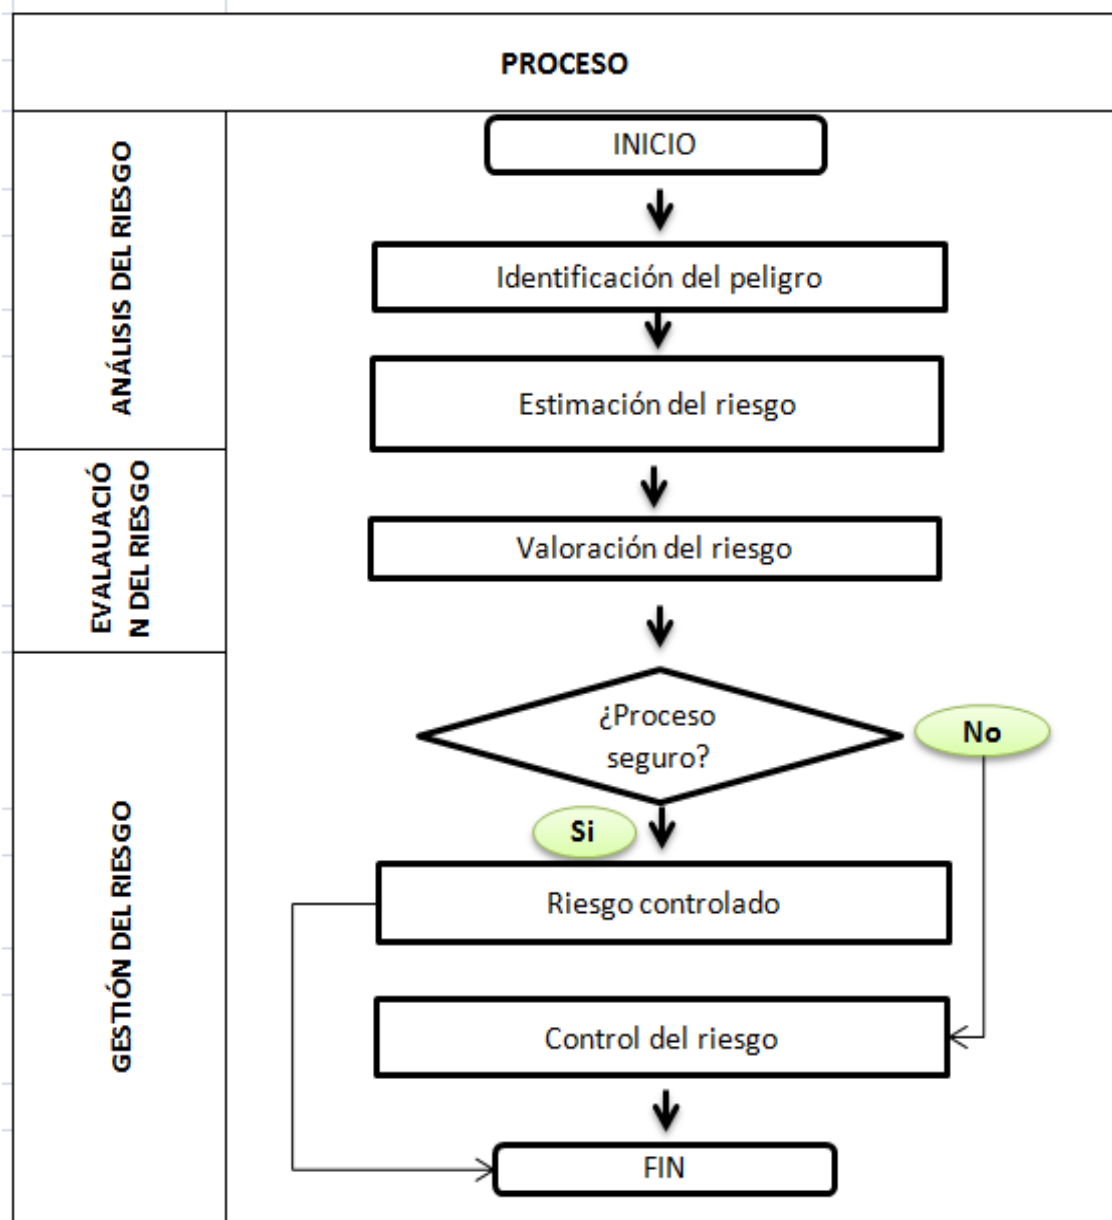 PROCESO
ANÁLISIS DEL RIESGO
INICIO
Identificación del peligro
Estimación del riesgo
EVALAUACIÓ
N DEL RIESGO
Valoración del riesgo
GESTIÓN DEL RIESGO
¿Proceso
seguro?
No
Si
Riesgo controlado
Control del riesgo
FIN